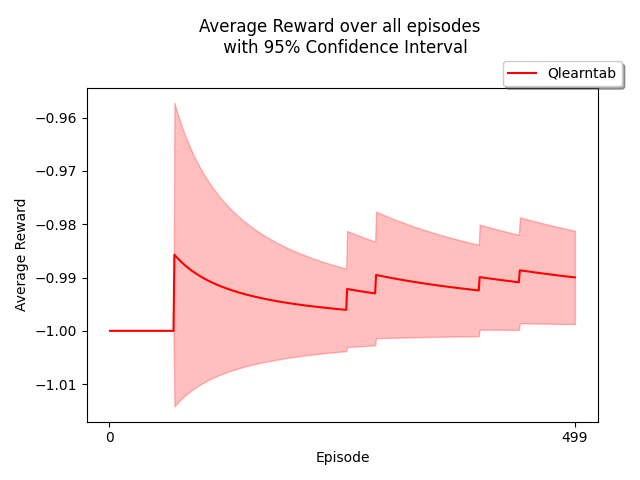 Average Reward over all episodes
with 95% Confidence Interval
Qlearntab
−0.96
−0.97
−0.98
−0.99
−1.00
−1.01
Average Reward
0
499
Episode